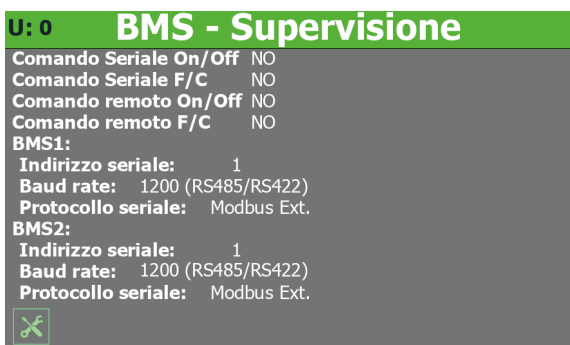 U: 0 BMS - Supervisione
Comando Seriale On/Off NO
Comando Seriale F/C NO
Comando remoto On/Off NO
Comando remoto F/C NO
BMS1:
Indirizzo seriale: 1
Baud rate: 1200 (RS485/RS422)
Protocollo seriale: Modbus Ext.
BMS2:
Indirizzo seriale: 1
Baud rate: 1200 (RS485/RS422)
Protocollo seriale: Modbus Ext.